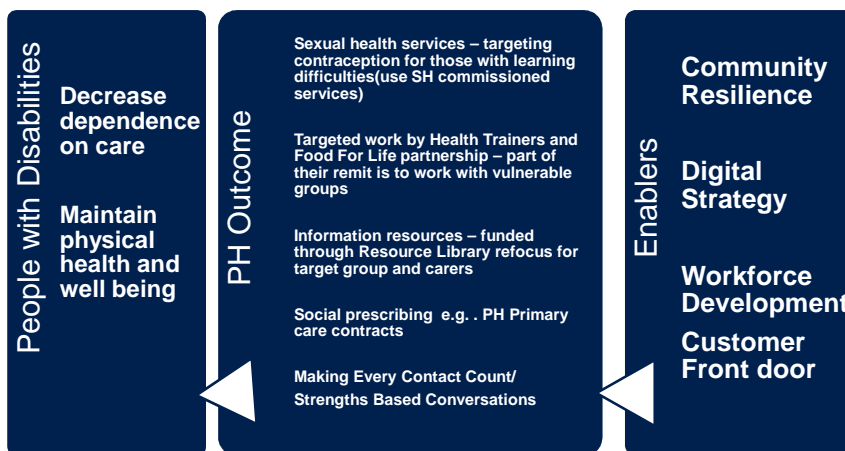 People with Disabilities
Decrease
dependence
on care
Maintain
physical
health and
well being
PH Outcome
Sexual health services – targeting
contraception for those with learning
difficulties(use SH commissioned
services)
Targeted work by Health Trainers and
Food For Life partnership – part of
their remit is to work with vulnerable
groups
Information resources – funded
through Resource Library refocus for
target group and carers
Social prescribing  e.g. . PH Primary
care contracts
Making Every Contact Count/
Strengths Based Conversations
Enablers
Community
Resilience
Digital
Strategy
Workforce
Development
Customer
Front door